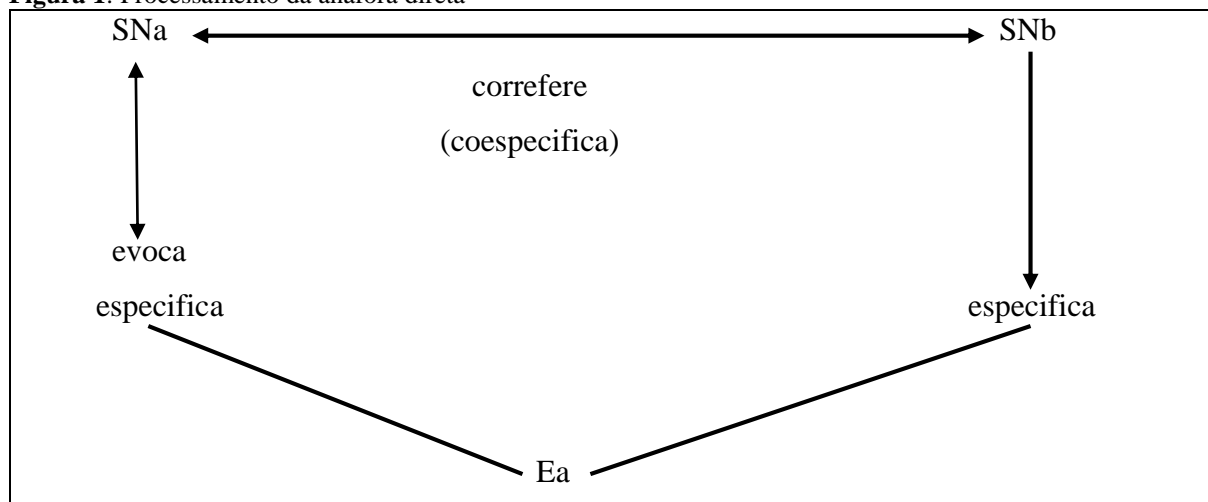 Figura 1. Processamento da anáfora direta
SNa SNb
correfere
(coespecifica)
evoca
especifica especifica
Ea